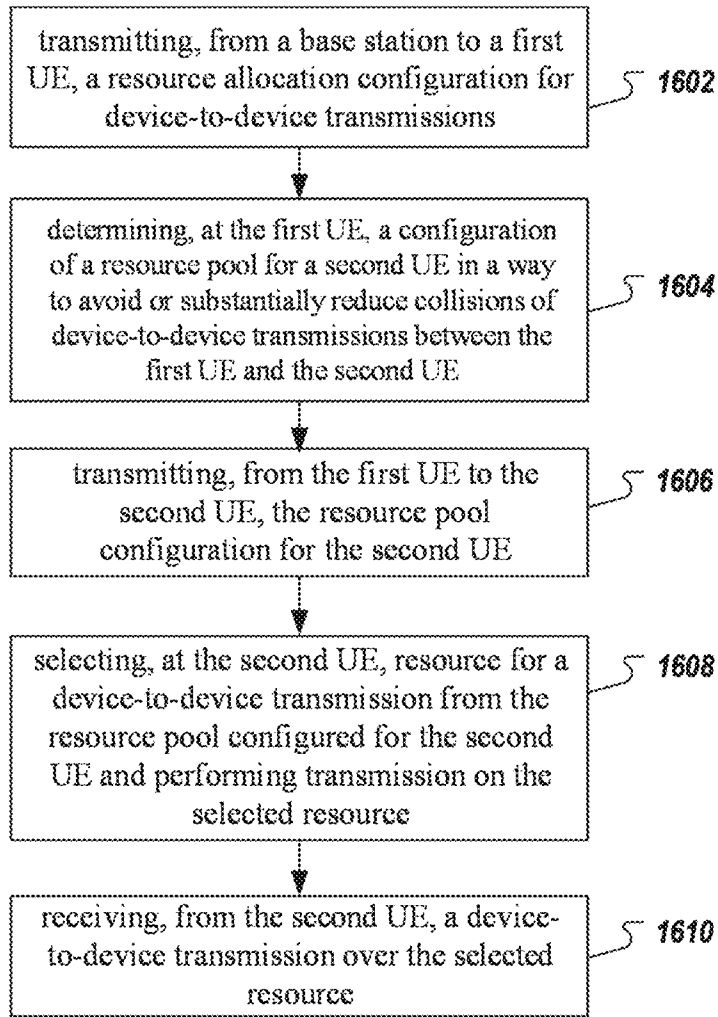 transmitting, from a base station to a first
UE, a resource allocation configuration for
device-to-device transmissions
1602
determining, at the first UE, a configuration
of a resource pool for a second UE in a way
to avoid or substantially reduce collisions of
device-to-device transmissions between the
first UE and the second UE
1604
transmitting, from the first UE to the
second UE, the resource pool
configuration for the second UE
1606
selecting, at the second UE, resource for a
device-to-device transmission from the
resource pool configured for the second
UE and performing transmission on the
selected resource
1608
receiving, from the second UE, a device-
to-device transmission over the selected
resource
1610